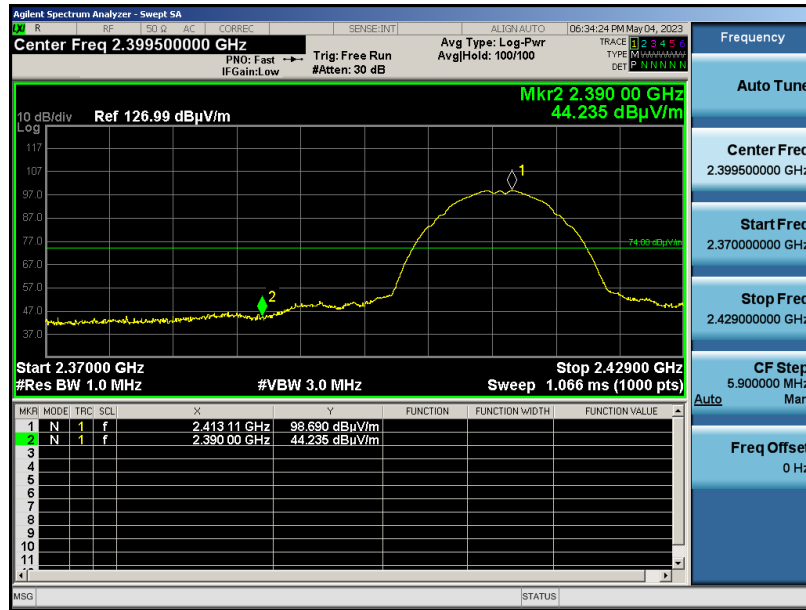 Agilent Spectrum Analyzer - Swept SA
LXI R RF 50 Ω AC CORREC SENSE:INT ALIGN AUTO 06:34:24 PM May 04, 2023
Center Freq 2.399500000 GHz
PNO: Fast
IFGain:Low
Trig: Free Run
#Atten: 30 dB
Avg Type: Log-Pwr
Avg|Hold: 100/100
TRACE 1 2 3 4 5 6
TYPE M WWWWW
DET P N N N N N
Mkr2 2.390 00 GHz
44.235 dBµV/m
10 dB/div Ref 126.99 dBµV/m
Log
117
107
97.0
87.0
77.0
67.0
57.0
47.0
37.0
1
2
74.00 dBµV/m
Start 2.37000 GHz Stop 2.42900 GHz
#Res BW 1.0 MHz #VBW 3.0 MHz Sweep 1.066 ms (1000 pts)
MKR MODE TRC SCL X Y FUNCTION FUNCTION WIDTH FUNCTION VALUE
1 N 1 f 2.413 11 GHz 98.690 dBµV/m
2 N 1 f 2.390 00 GHz 44.235 dBµV/m
3
4
5
6
7
8
9
10
11
MSG STATUS
Frequency
Auto Tune
Center Freq
2.399500000 GHz
Start Freq
2.370000000 GHz
Stop Freq
2.429000000 GHz
CF Step
5.900000 MHz
Auto Man
Freq Offset
0 Hz